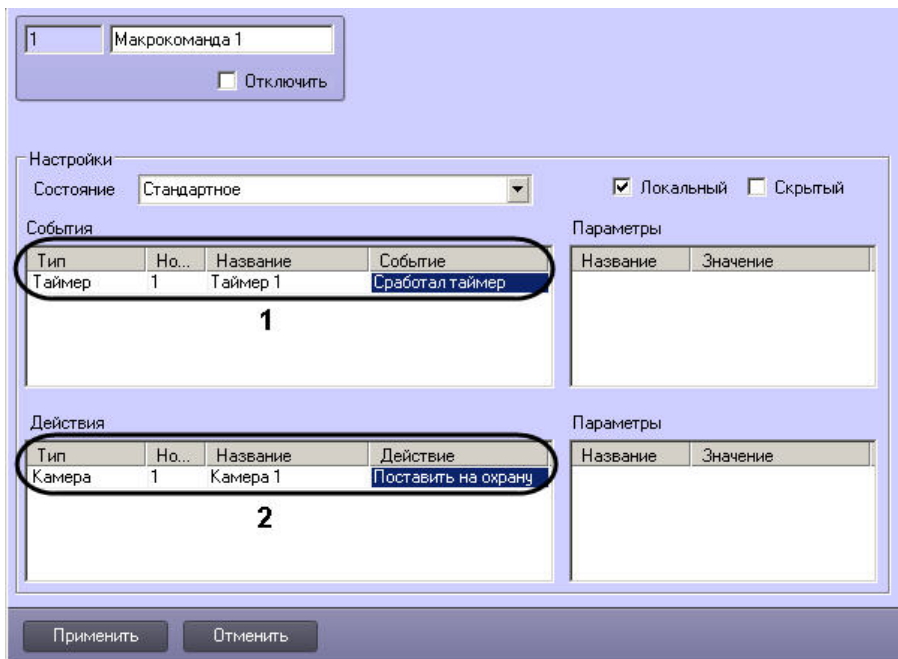 1 Макрокоманда 1
Отключить
Настройки
Состояние Стандартное Локальный Скрытый
События Параметры
Тип Но... Название Событие Название Значение
Таймер 1 Таймер 1 Сработал таймер
1
Действия Параметры
Тип Но... Название Действие Название Значение
Камера 1 Камера 1 Поставить на охрану
2
Применить Отменить